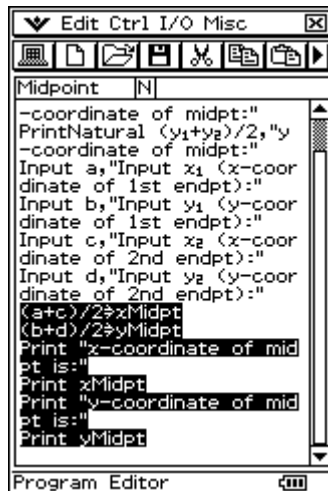 Edit Ctrl I/O Misc
Midpoint N
-coordinate of midpt:"
PrintNatural (y₁+y₂)/2,"y
-coordinate of midpt:"
Input a,"Input x₁ (x-coor
dinate of 1st endpt):"
Input b,"Input y₁ (y-coor
dinate of 1st endpt):"
Input c,"Input x₂ (x-coor
dinate of 2nd endpt):"
Input d,"Input y₂ (y-coor
dinate of 2nd endpt):"
(a+c)/2⇒xMidpt
(b+d)/2⇒yMidpt
Print "x-coordinate of mid
pt is:"
Print xMidpt
Print "y-coordinate of mid
pt is:"
Print yMidpt
Program Editor